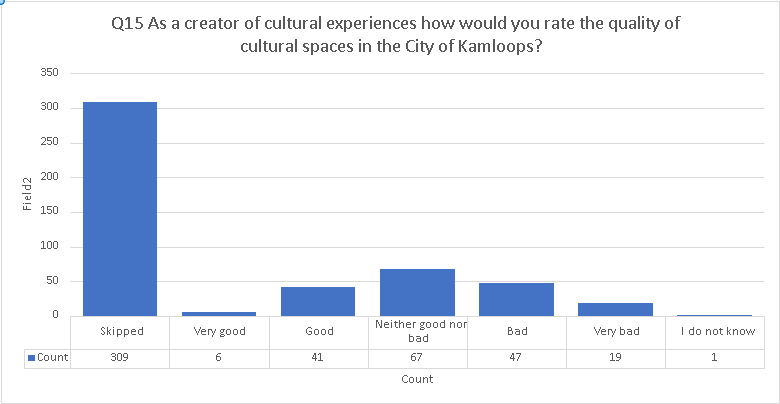 Q15 As a creator of cultural experiences how would you rate the quality of
cultural spaces in the City of Kamloops?
350
300
250
200
150
100
50
0
Field2
Skipped Very good Good Neither good nor bad Bad Very bad I do not know
Count 309 6 41 67 47 19 1
Count